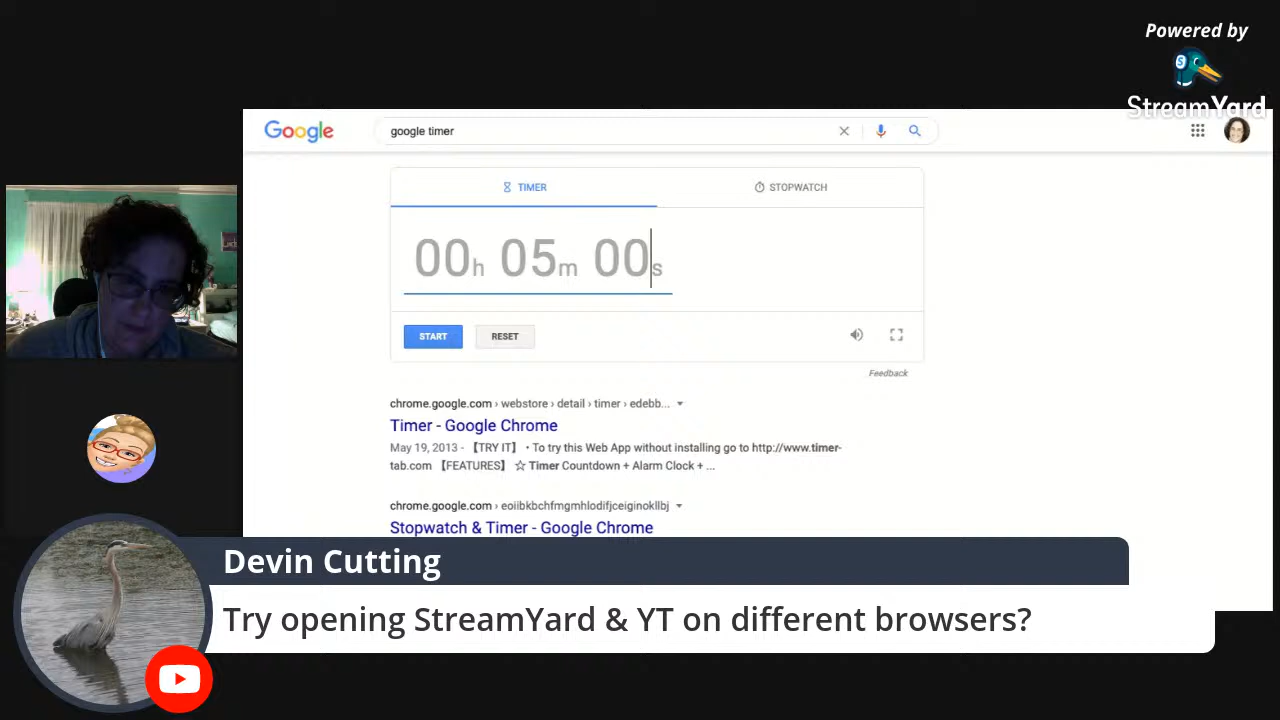 Powered by
StreamYard
Google
google timer
TIMER
STOPWATCH
00h 05m 00s
START
RESET
Feedback
chrome.google.com › webstore › detail › timer › edebb...
Timer - Google Chrome
May 19, 2013 - 【TRY IT】 • To try this Web App without installing go to http://www.timer-
tab.com 【FEATURES】 ☆ Timer Countdown + Alarm Clock + ...
chrome.google.com › eoiibkbchfmgmhlodifjceiginokllbj
Stopwatch & Timer - Google Chrome
Devin Cutting
Try opening StreamYard & YT on different browsers?